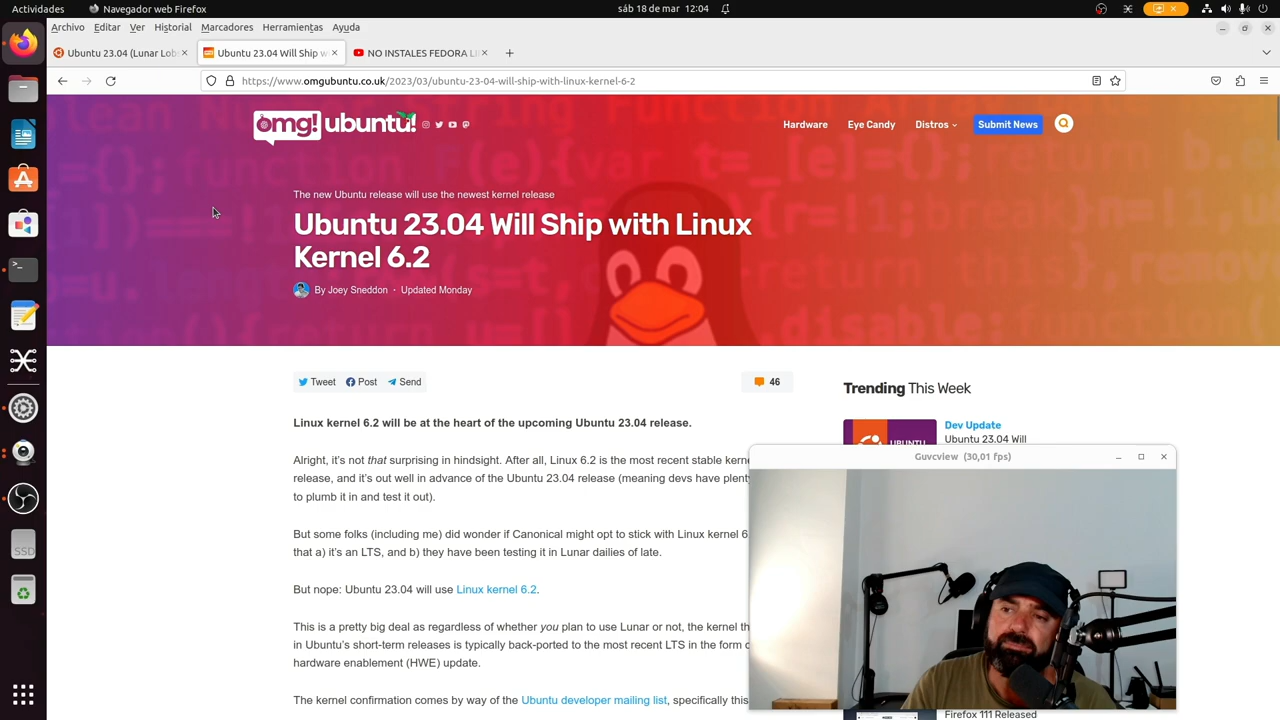 Actividades
Navegador web Firefox
sáb 18 de mar 12:04
Archivo Editar Ver Historial Marcadores Herramientas Ayuda
Ubuntu 23.04 (Lunar Lob
Ubuntu 23.04 Will Ship w
NO INSTALES FEDORA LI
https://www.omgubuntu.co.uk/2023/03/ubuntu-23-04-will-ship-with-linux-kernel-6-2
omg! ubuntu!
Hardware
Eye Candy
Distros
Submit News
The new Ubuntu release will use the newest kernel release
Ubuntu 23.04 Will Ship with Linux
Kernel 6.2
By Joey Sneddon · Updated Monday
Tweet
Post
Send
46
Trending This Week
Linux kernel 6.2 will be at the heart of the upcoming Ubuntu 23.04 release.
Dev Update
Ubuntu 23.04 Will
Alright, it's not that surprising in hindsight. After all, Linux 6.2 is the most recent stable kerne
release, and it's out well in advance of the Ubuntu 23.04 release (meaning devs have plenty
to plumb it in and test it out).
But some folks (including me) did wonder if Canonical might opt to stick with Linux kernel 6
that a) it's an LTS, and b) they have been testing it in Lunar dailies of late.
But nope: Ubuntu 23.04 will use Linux kernel 6.2.
This is a pretty big deal as regardless of whether you plan to use Lunar or not, the kernel th
in Ubuntu's short-term releases is typically back-ported to the most recent LTS in the form o
hardware enablement (HWE) update.
The kernel confirmation comes by way of the Ubuntu developer mailing list, specifically this
Guvcview (30,01 fps)
Firefox 111 Released
SSD